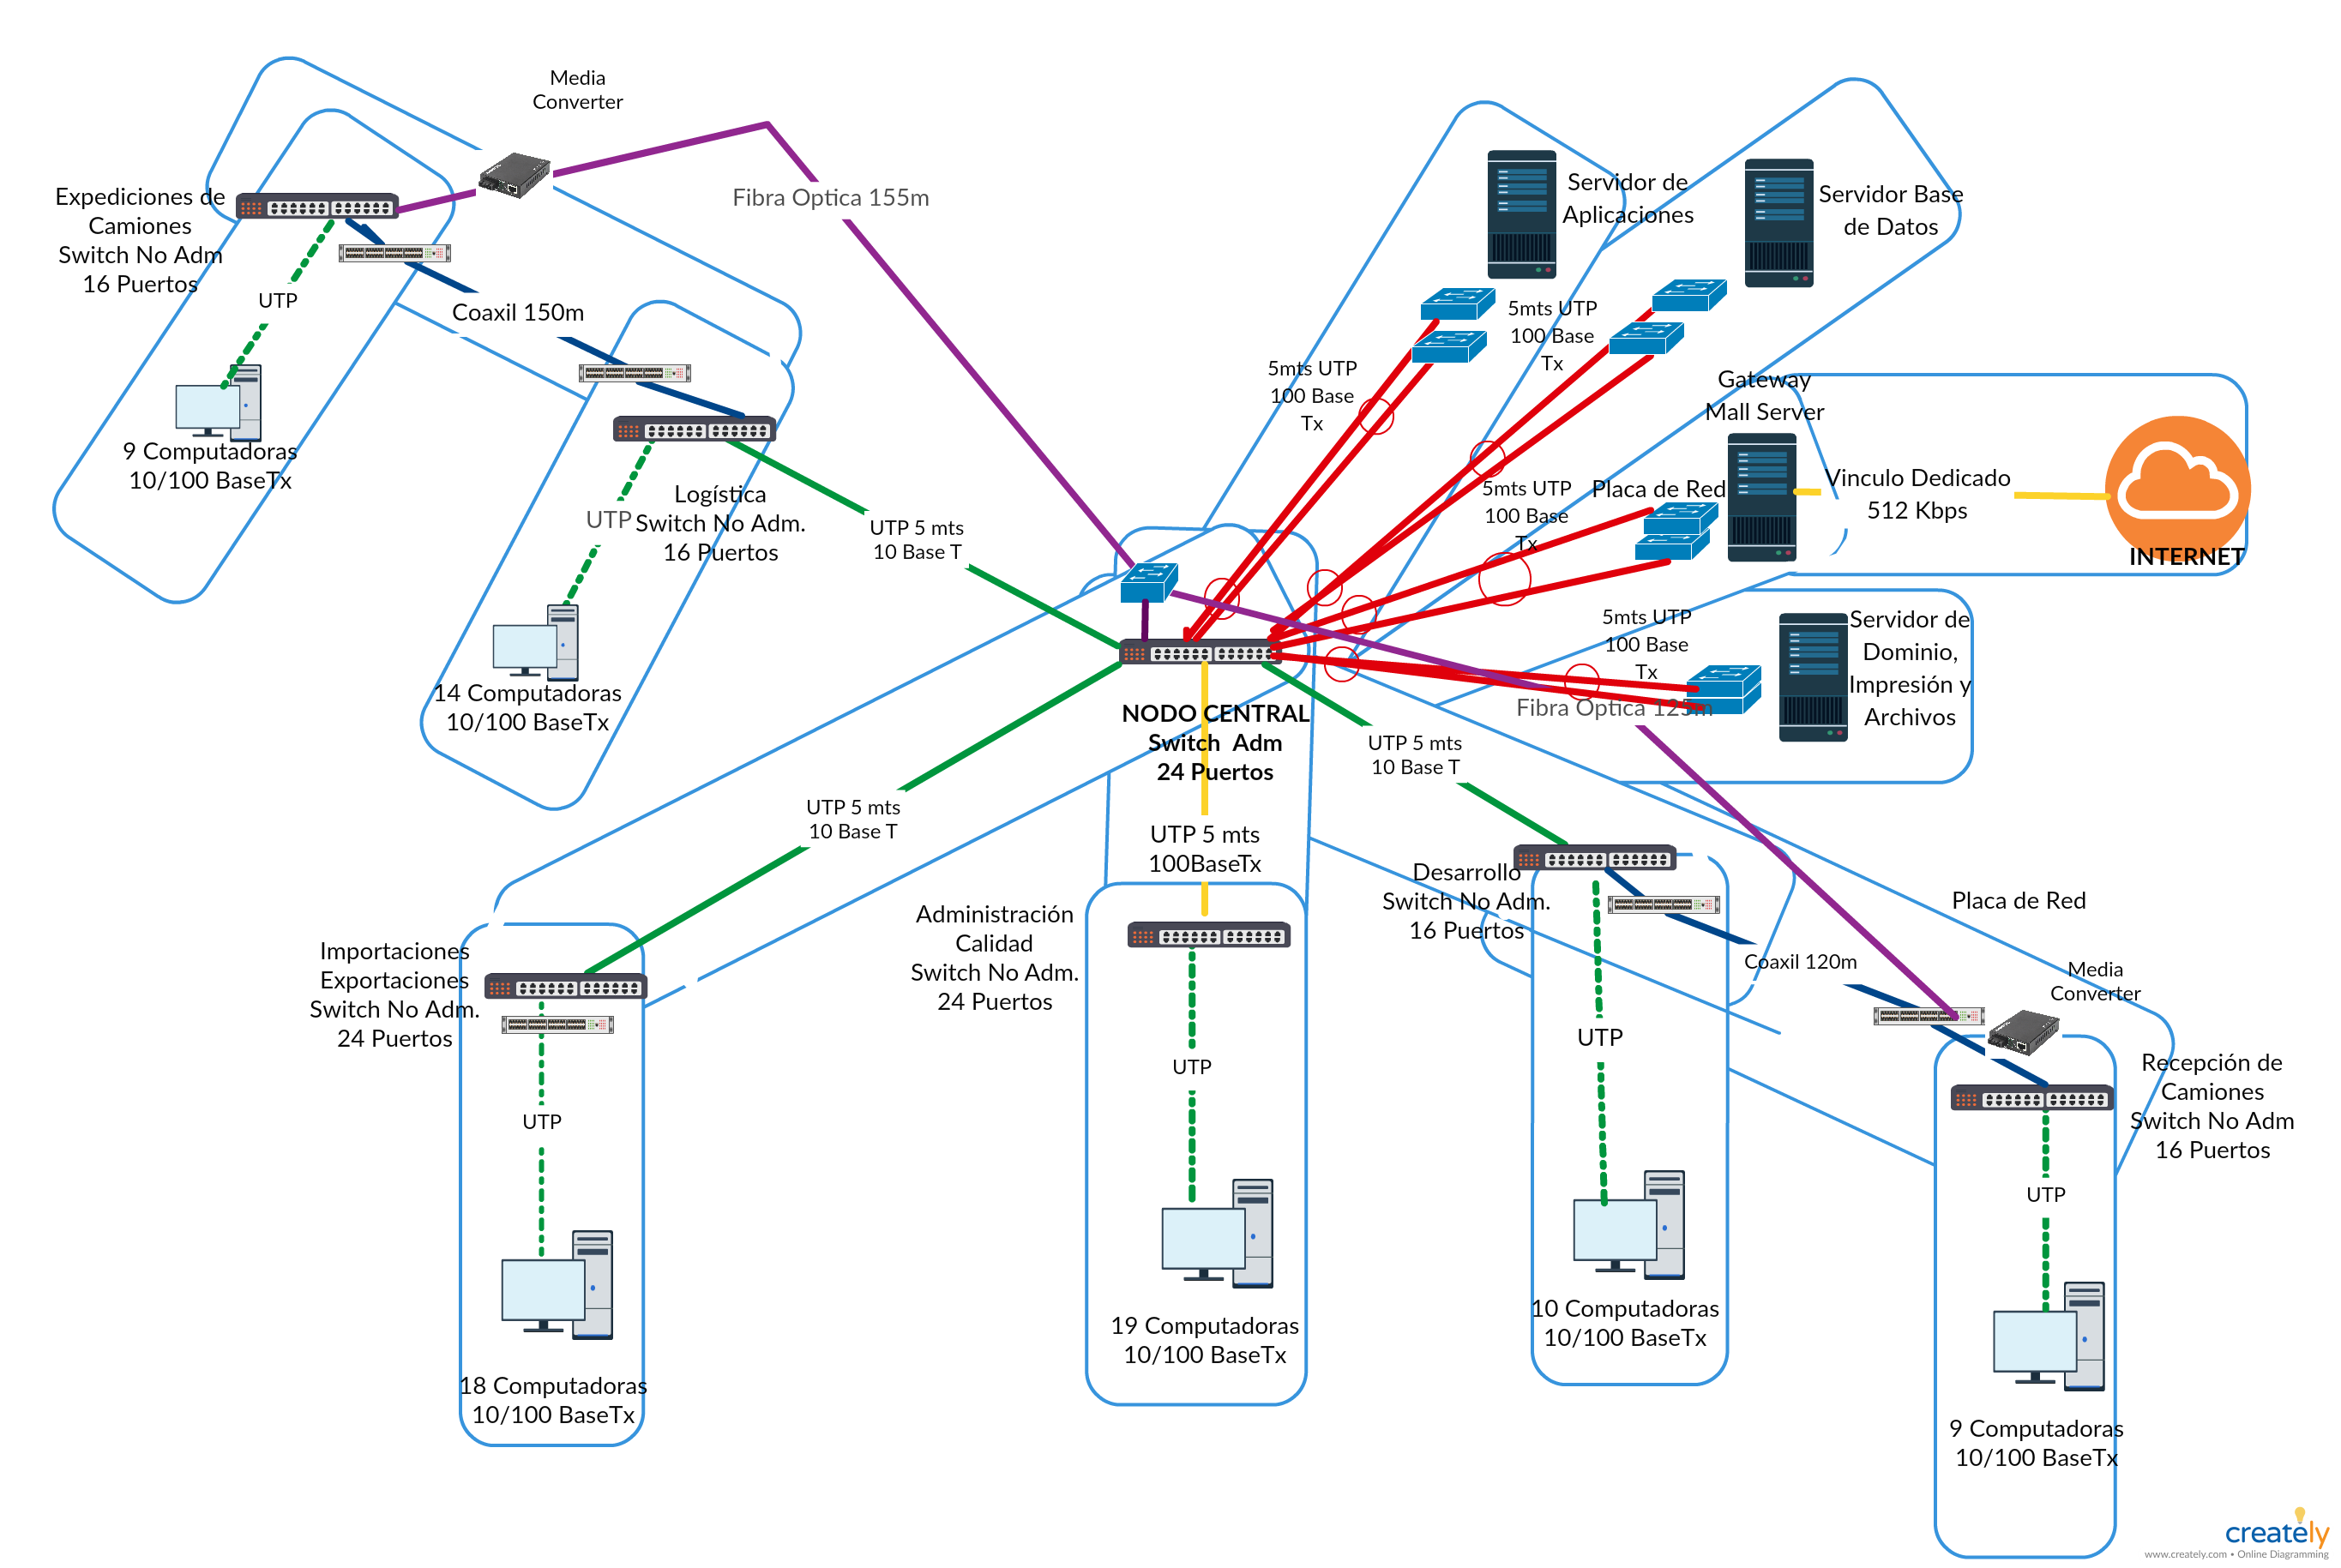 Media
Converter
Expediciones de
Camiones
Switch No Adm
16 Puertos
Fibra Optica 155m
UTP
Coaxil 150m
9 Computadoras
10/100 BaseTx
Logística
Switch No Adm.
16 Puertos
UTP
UTP 5 mts
10 Base T
14 Computadoras
10/100 BaseTx
Servidor de
Aplicaciones
Servidor Base
de Datos
5mts UTP
100 Base
Tx
5mts UTP
100 Base
Tx
Gateway
Mall Server
5mts UTP
100 Base
Tx
Placa de Red
Vinculo Dedicado
512 Kbps
INTERNET
5mts UTP
100 Base
Tx
Servidor de
Dominio,
Impresión y
Archivos
Fibra Optica 125m
NODO CENTRAL
Switch Adm
24 Puertos
UTP 5 mts
10 Base T
UTP 5 mts
10 Base T
UTP 5 mts
100BaseTx
Importaciones
Exportaciones
Switch No Adm.
24 Puertos
UTP
18 Computadoras
10/100 BaseTx
Administración
Calidad
Switch No Adm.
24 Puertos
UTP
19 Computadoras
10/100 BaseTx
Desarrollo
Switch No Adm.
16 Puertos
UTP
10 Computadoras
10/100 BaseTx
Coaxil 120m
Placa de Red
Media
Converter
Recepción de
Camiones
Switch No Adm
16 Puertos
UTP
9 Computadoras
10/100 BaseTx
creately
www.creately.com • Online Diagramming